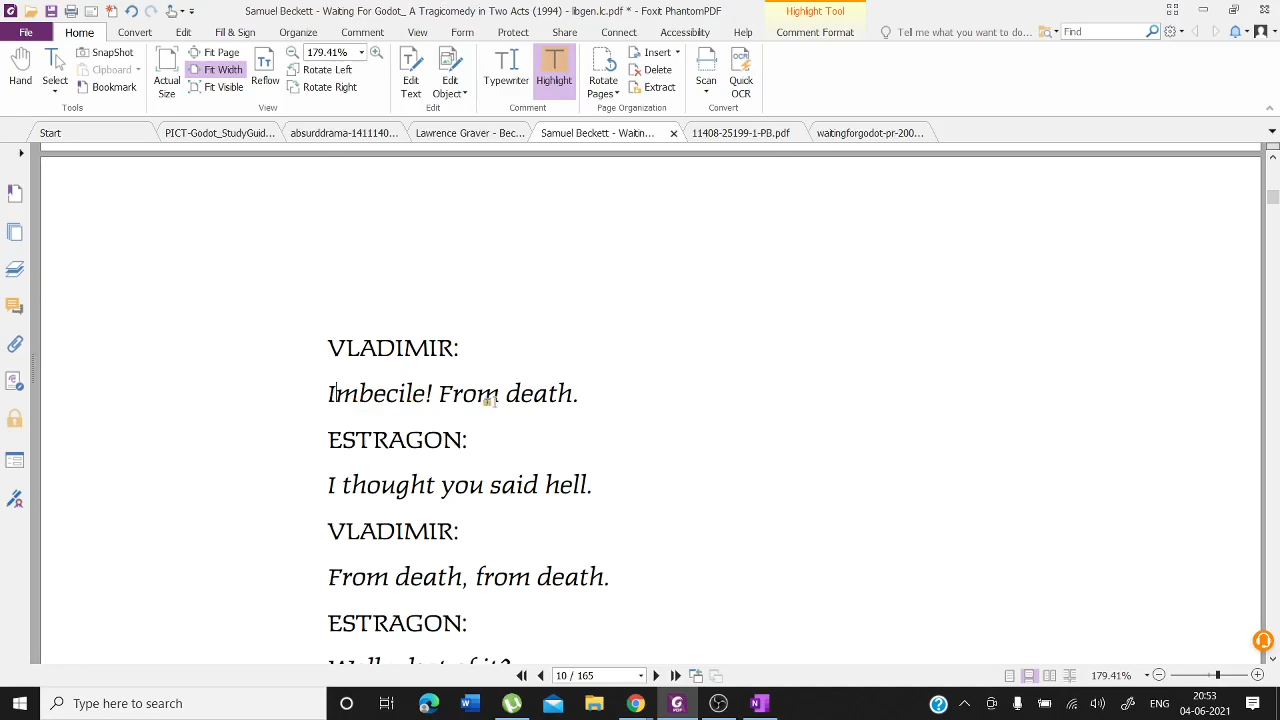 Samuel Beckett - Waiting For Godot_ A Tragicomedy in Two Acts (1994) - libgen.lc.pdf * - Foxit PhantomPDF
Highlight Tool
File Home Convert Edit Fill & Sign Organize Comment View Form Protect Share Connect Accessibility Help Comment Format Tell me what you want to do... Find
SnapShot Fit Page 179.41% Insert
Clipboard Fit Width Rotate Left Delete
Bookmark Fit Visible Rotate Right Extract
Hand Select Actual Size Reflow Edit Text Edit Object Typewriter Highlight Rotate Pages Scan Quick OCR
Tools View Edit Comment Page Organization Convert
Start PICT-Godot_StudyGuid... absurddrama-1411140... Lawrence Graver - Bec... Samuel Beckett - Waitin... 11408-25199-1-PB.pdf waitingforgodot-pr-200...
VLADIMIR:
Imbecile! From death.
ESTRAGON:
I thought you said hell.
VLADIMIR:
From death, from death.
ESTRAGON:
Well what of it?
10 / 165 179.41%
Type here to search ENG 20:53
04-06-2021